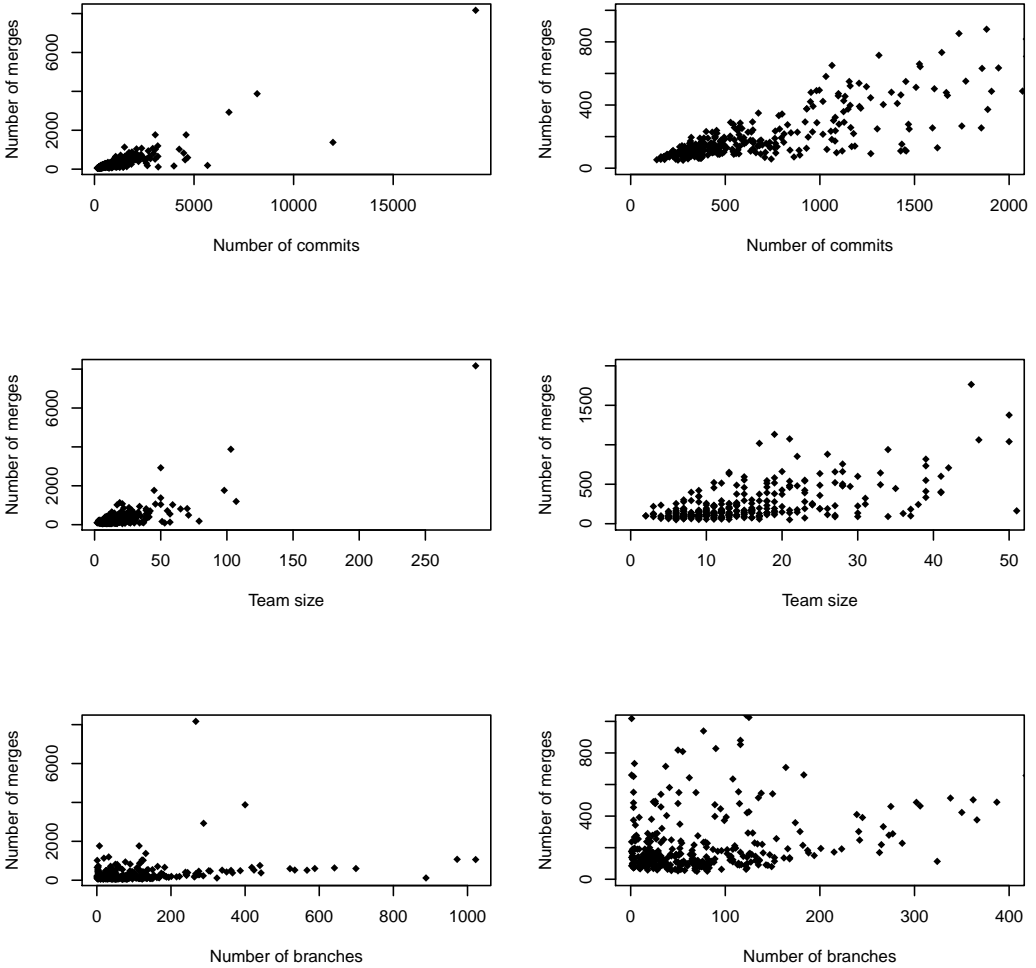 Number of merges
0 2000 6000
0 5000 10000 15000
Number of commits
Number of merges
0 400 800
0 500 1000 1500 2000
Number of commits
Number of merges
0 2000 6000
0 50 100 150 200 250
Team size
Number of merges
0 500 1500
0 10 20 30 40 50
Team size
Number of merges
0 2000 6000
0 200 400 600 800 1000
Number of branches
Number of merges
0 400 800
0 100 200 300 400
Number of branches